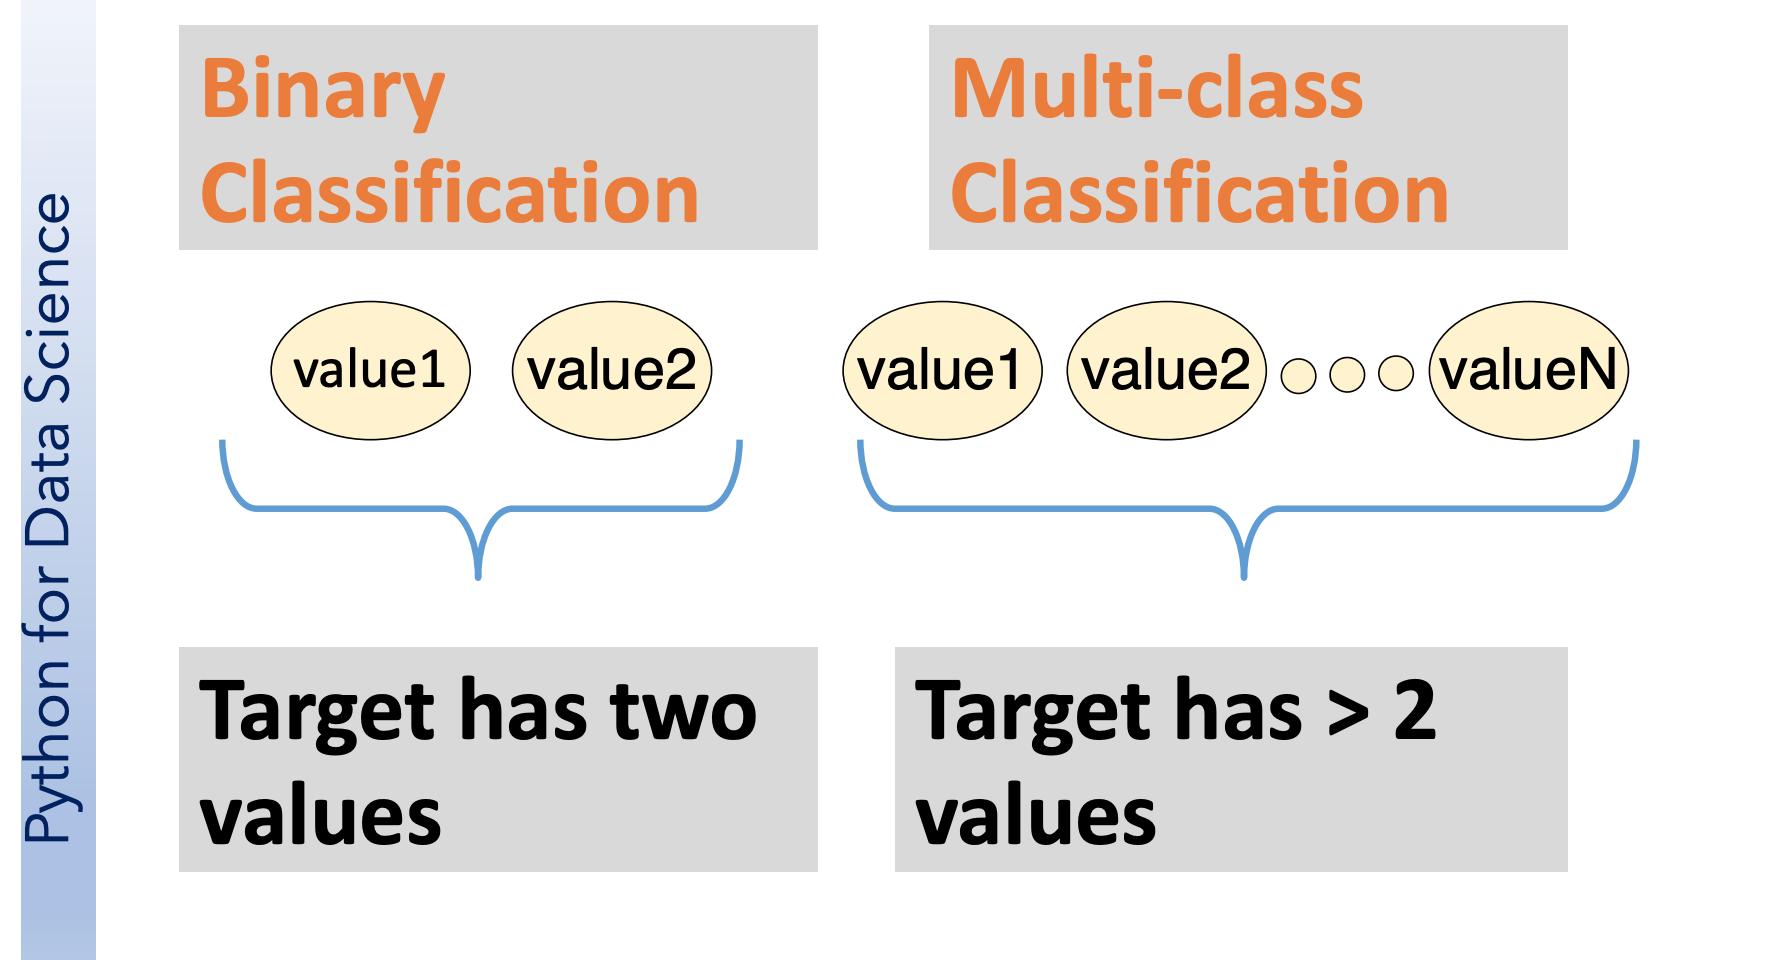 Python for Data Science
Binary
Classification
value1
value2
Target has two
values
Multi-class
Classification
value1
value2
valueN
Target has > 2
values